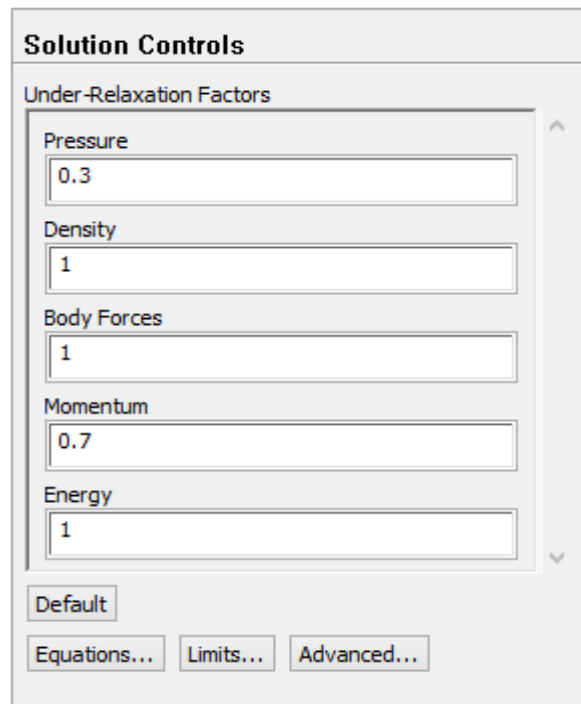 Solution Controls
Under-Relaxation Factors
Pressure
0.3
Density
1
Body Forces
1
Momentum
0.7
Energy
1
Default
Equations... Limits... Advanced...